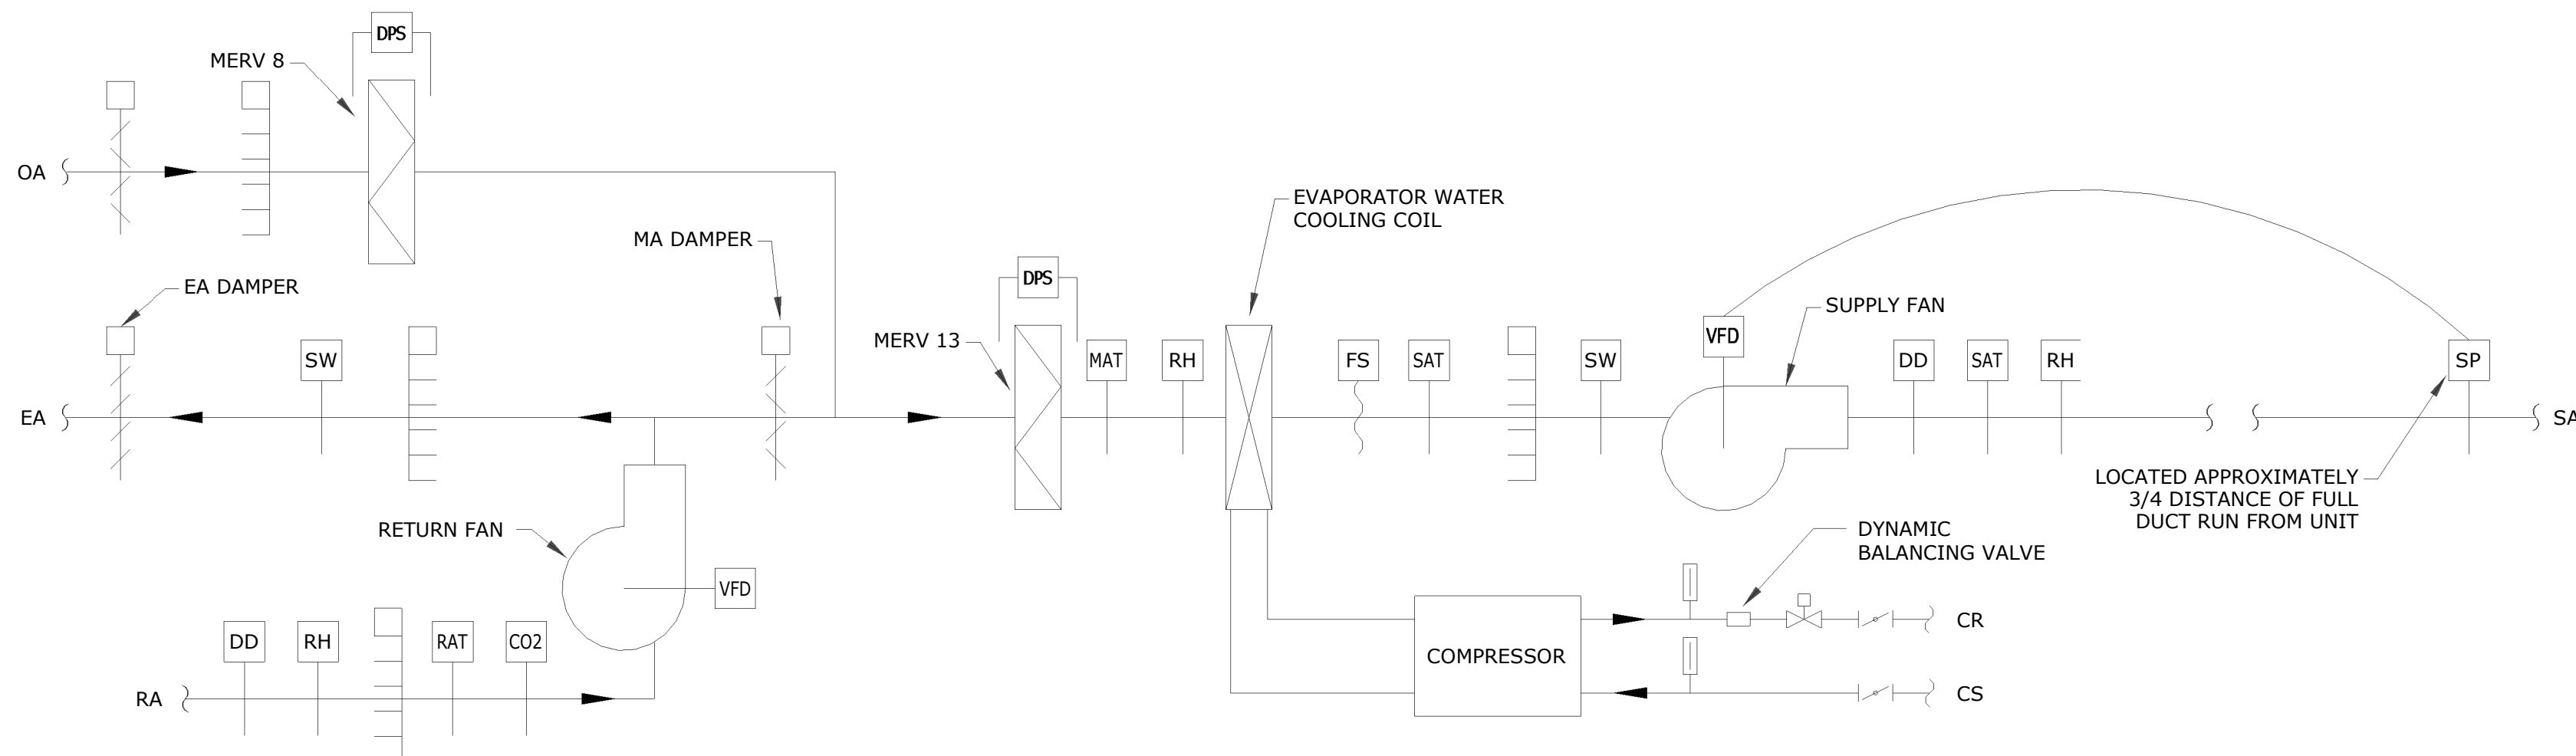 DPS
MERV 8
OA
EVAPORATOR WATER
COOLING COIL
MA DAMPER
DPS
EA DAMPER
SUPPLY FAN
VFD
MERV 13
SW
MAT
RH
FS
SAT
SW
DD
SAT
RH
SP
EA
SA
LOCATED APPROXIMATELY
3/4 DISTANCE OF FULL
DUCT RUN FROM UNIT
RETURN FAN
DYNAMIC
BALANCING VALVE
VFD
CR
DD
RH
RAT
CO2
COMPRESSOR
RA
CS